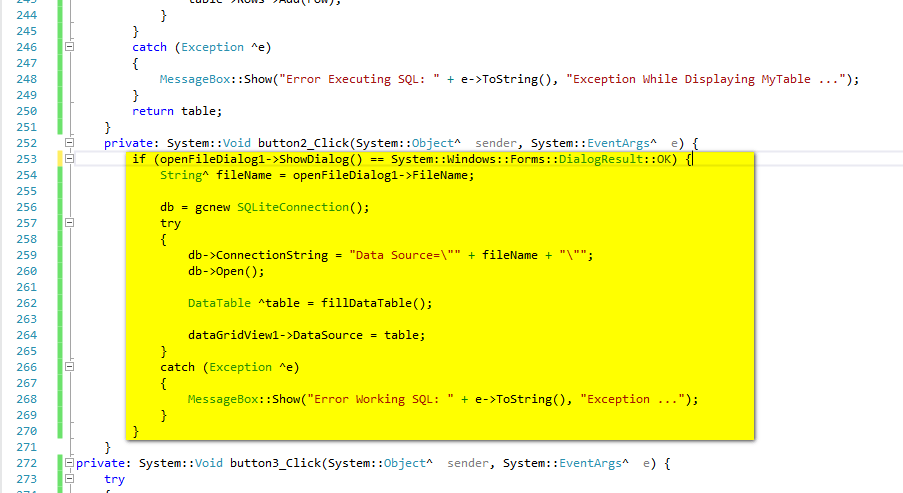 243 table->Rows->Add(row);
244 }
245 }
246 catch (Exception ^e)
247 {
248 MessageBox::Show("Error Executing SQL: " + e->ToString(), "Exception While Displaying MyTable ...");
249 }
250 return table;
251 }
252 private: System::Void button2_Click(System::Object^ sender, System::EventArgs^ e) {
253 if (openFileDialog1->ShowDialog() == System::Windows::Forms::DialogResult::OK) {
254 String^ fileName = openFileDialog1->FileName;
255
256 db = gcnew SQLiteConnection();
257 try
258 {
259 db->ConnectionString = "Data Source=\"" + fileName + "\"";
260 db->Open();
261
262 DataTable ^table = fillDataTable();
263
264 dataGridView1->DataSource = table;
265 }
266 catch (Exception ^e)
267 {
268 MessageBox::Show("Error Working SQL: " + e->ToString(), "Exception ...");
269 }
270 }
271 }
272 private: System::Void button3_Click(System::Object^ sender, System::EventArgs^ e) {
273 try